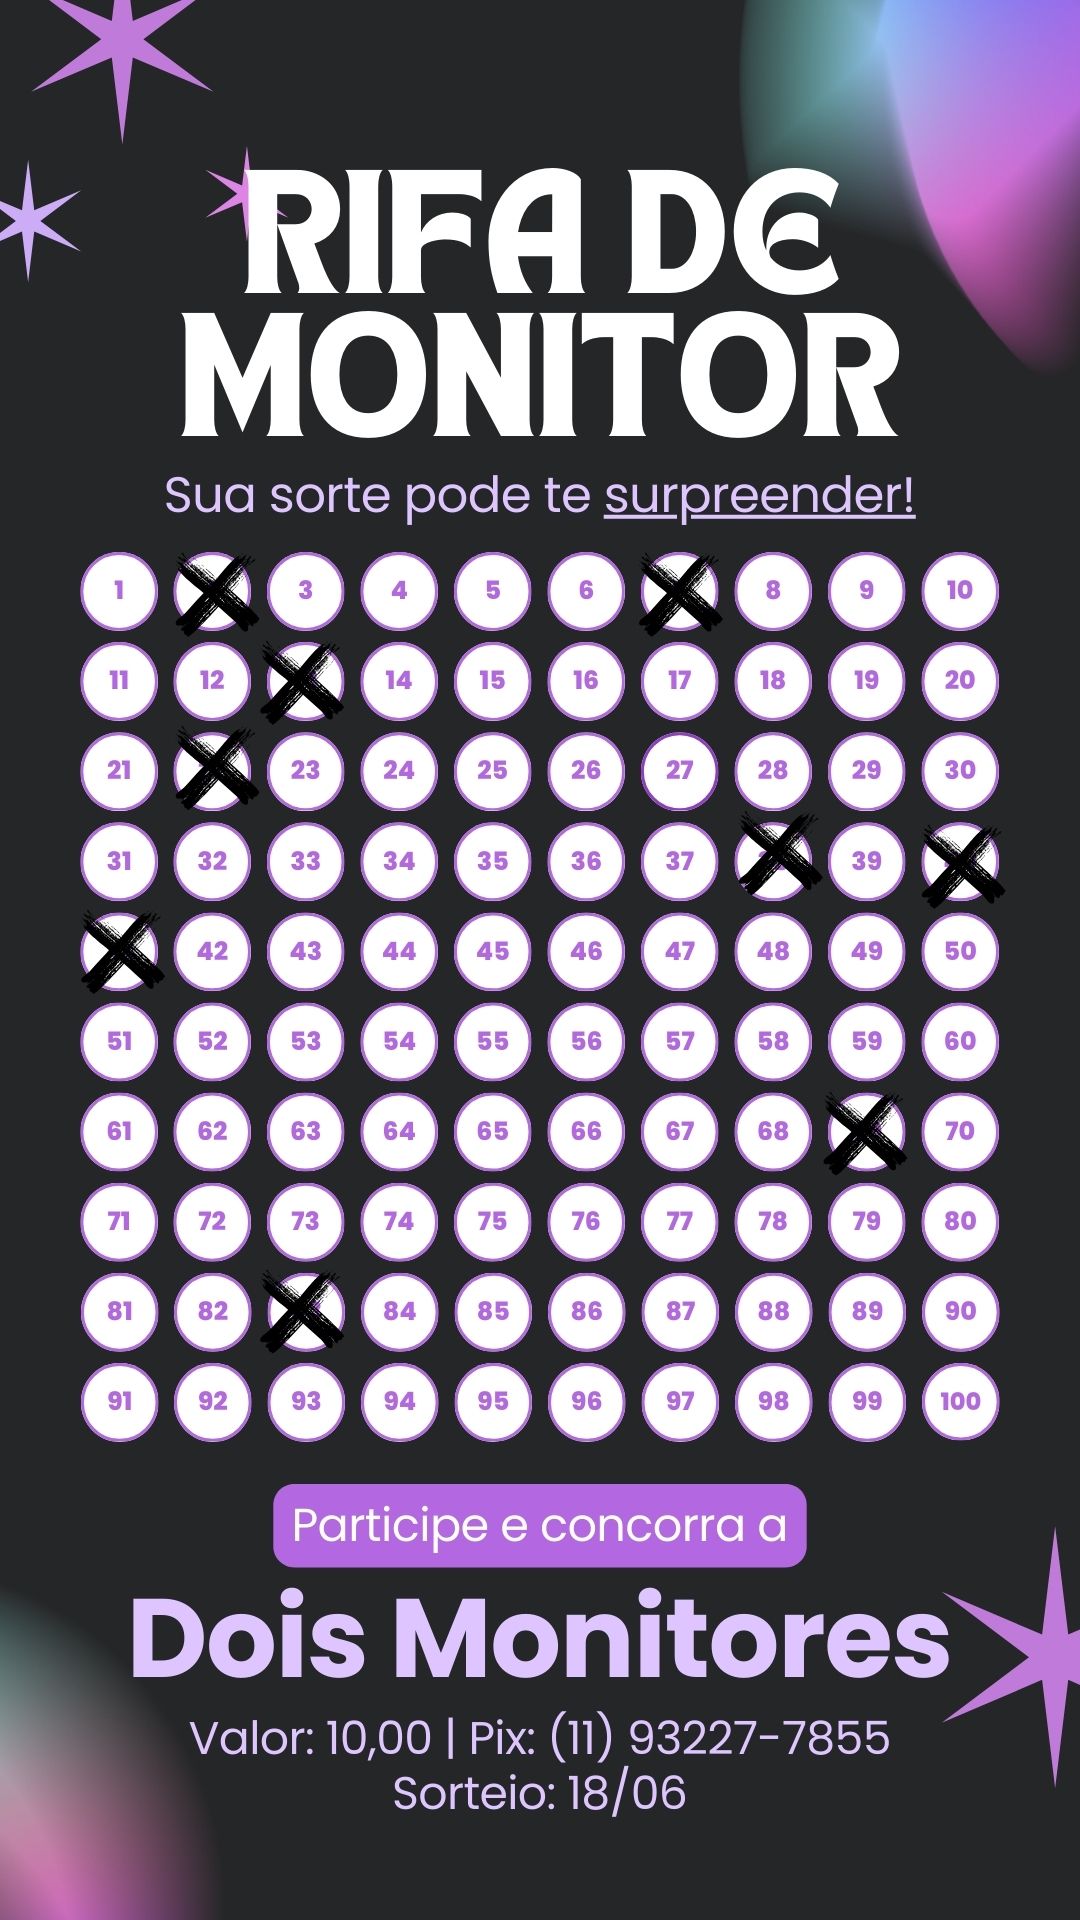 RIFA DE
MONITOR
Sua sorte pode te surpreender!
1 3 4 5 6 8 9 10
11 12 14 15 16 17 18 19 20
21 23 24 25 26 27 28 29 30
31 32 33 34 35 36 37 39
42 43 44 45 46 47 48 49 50
51 52 53 54 55 56 57 58 59 60
61 62 63 64 65 66 67 68 70
71 72 73 74 75 76 77 78 79 80
81 82 84 85 86 87 88 89 90
91 92 93 94 95 96 97 98 99 100
Participe e concorra a
Dois Monitores
Valor: 10,00 | Pix: (11) 93227-7855
Sorteio: 18/06